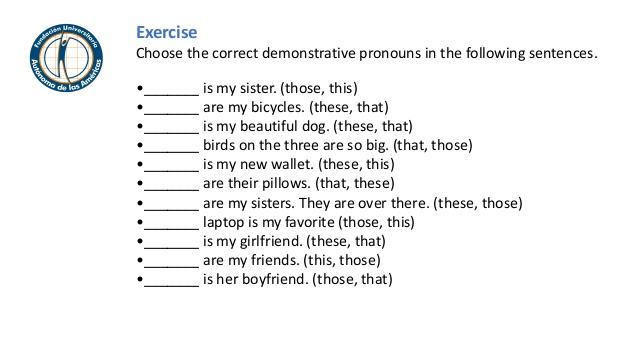 Fundación Universitaria
Autónoma de las Américas
Exercise
Choose the correct demonstrative pronouns in the following sentences.
•_______ is my sister. (those, this)
•_______ are my bicycles. (these, that)
•_______ is my beautiful dog. (these, that)
•_______ birds on the three are so big. (that, those)
•_______ is my new wallet. (these, this)
•_______ are their pillows. (that, these)
•_______ are my sisters. They are over there. (these, those)
•_______ laptop is my favorite (those, this)
•_______ is my girlfriend. (these, that)
•_______ are my friends. (this, those)
•_______ is her boyfriend. (those, that)